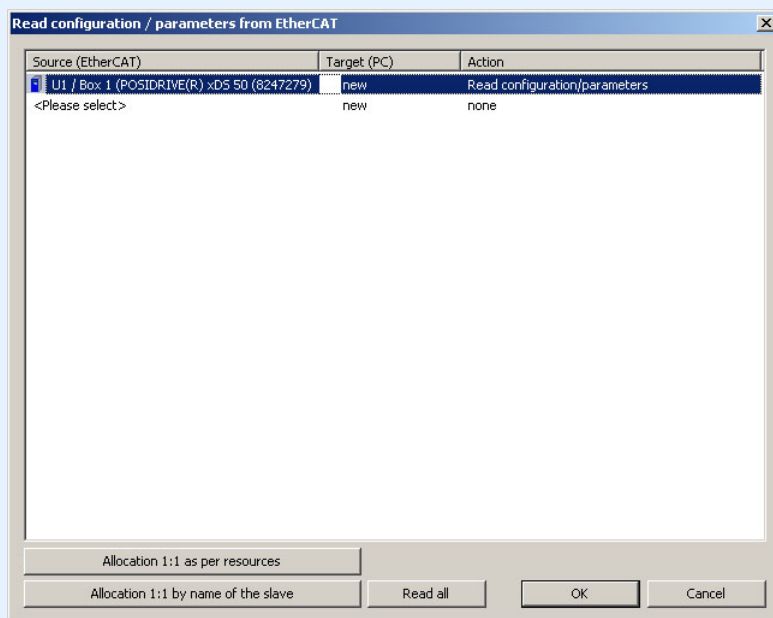 Read configuration / parameters from EtherCAT
Source (EtherCAT) Target (PC) Action
U1 / Box 1 (POSIDRIVE(R) xDS 50 (8247279) new Read configuration/parameters
<Please select> new none
Allocation 1:1 as per resources
Allocation 1:1 by name of the slave Read all OK Cancel